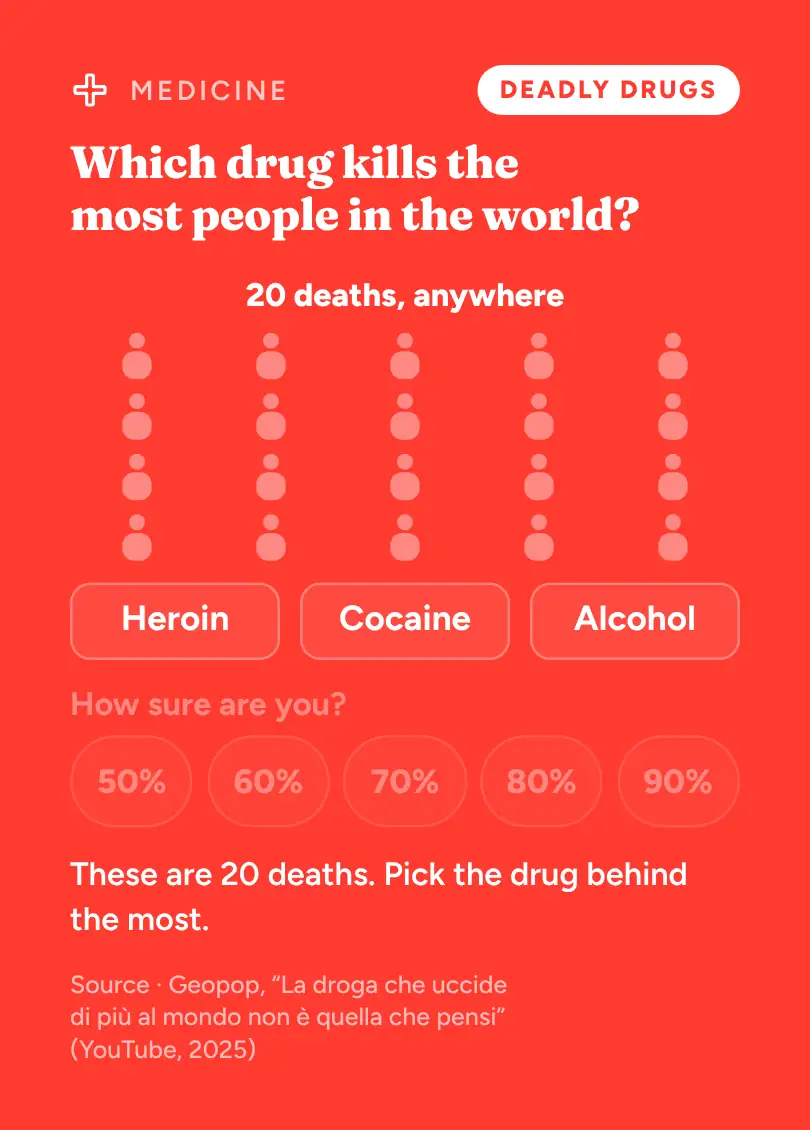 MEDICINE
DEADLY DRUGS
Which drug kills the
most people in the world?
20 deaths, anywhere
Heroin
Cocaine
Alcohol
How sure are you?
50%
60%
70%
80%
90%
These are 20 deaths. Pick the drug behind
the most.
Source · Geopop, “La droga che uccide
di più al mondo non è quella che pensi”
(YouTube, 2025)